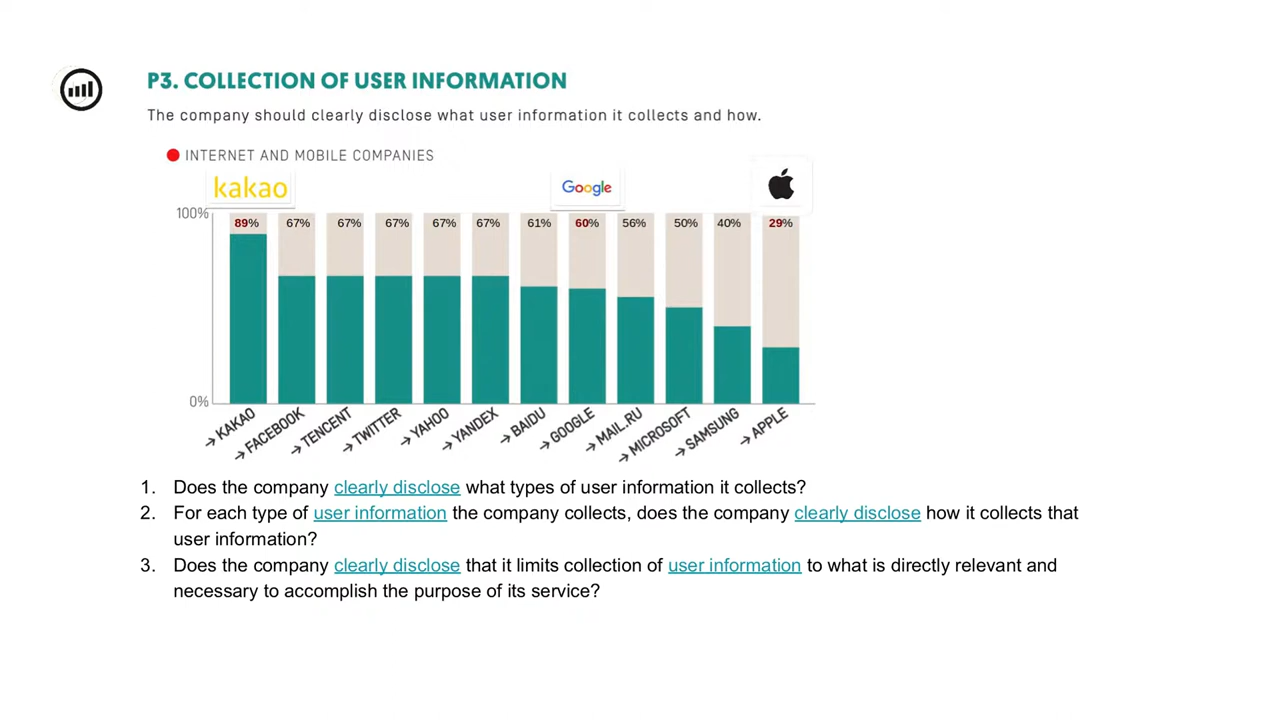 P3. COLLECTION OF USER INFORMATION
The company should clearly disclose what user information it collects and how.
INTERNET AND MOBILE COMPANIES
kakao Google
100% 89% 67% 67% 67% 67% 67% 61% 60% 56% 50% 40% 29%
0%
→ KAKAO → FACEBOOK → TENCENT → TWITTER → YAHOO → YANDEX → BAIDU → GOOGLE → MAIL.RU → MICROSOFT → SAMSUNG → APPLE
1. Does the company clearly disclose what types of user information it collects?
2. For each type of user information the company collects, does the company clearly disclose how it collects that
user information?
3. Does the company clearly disclose that it limits collection of user information to what is directly relevant and
necessary to accomplish the purpose of its service?